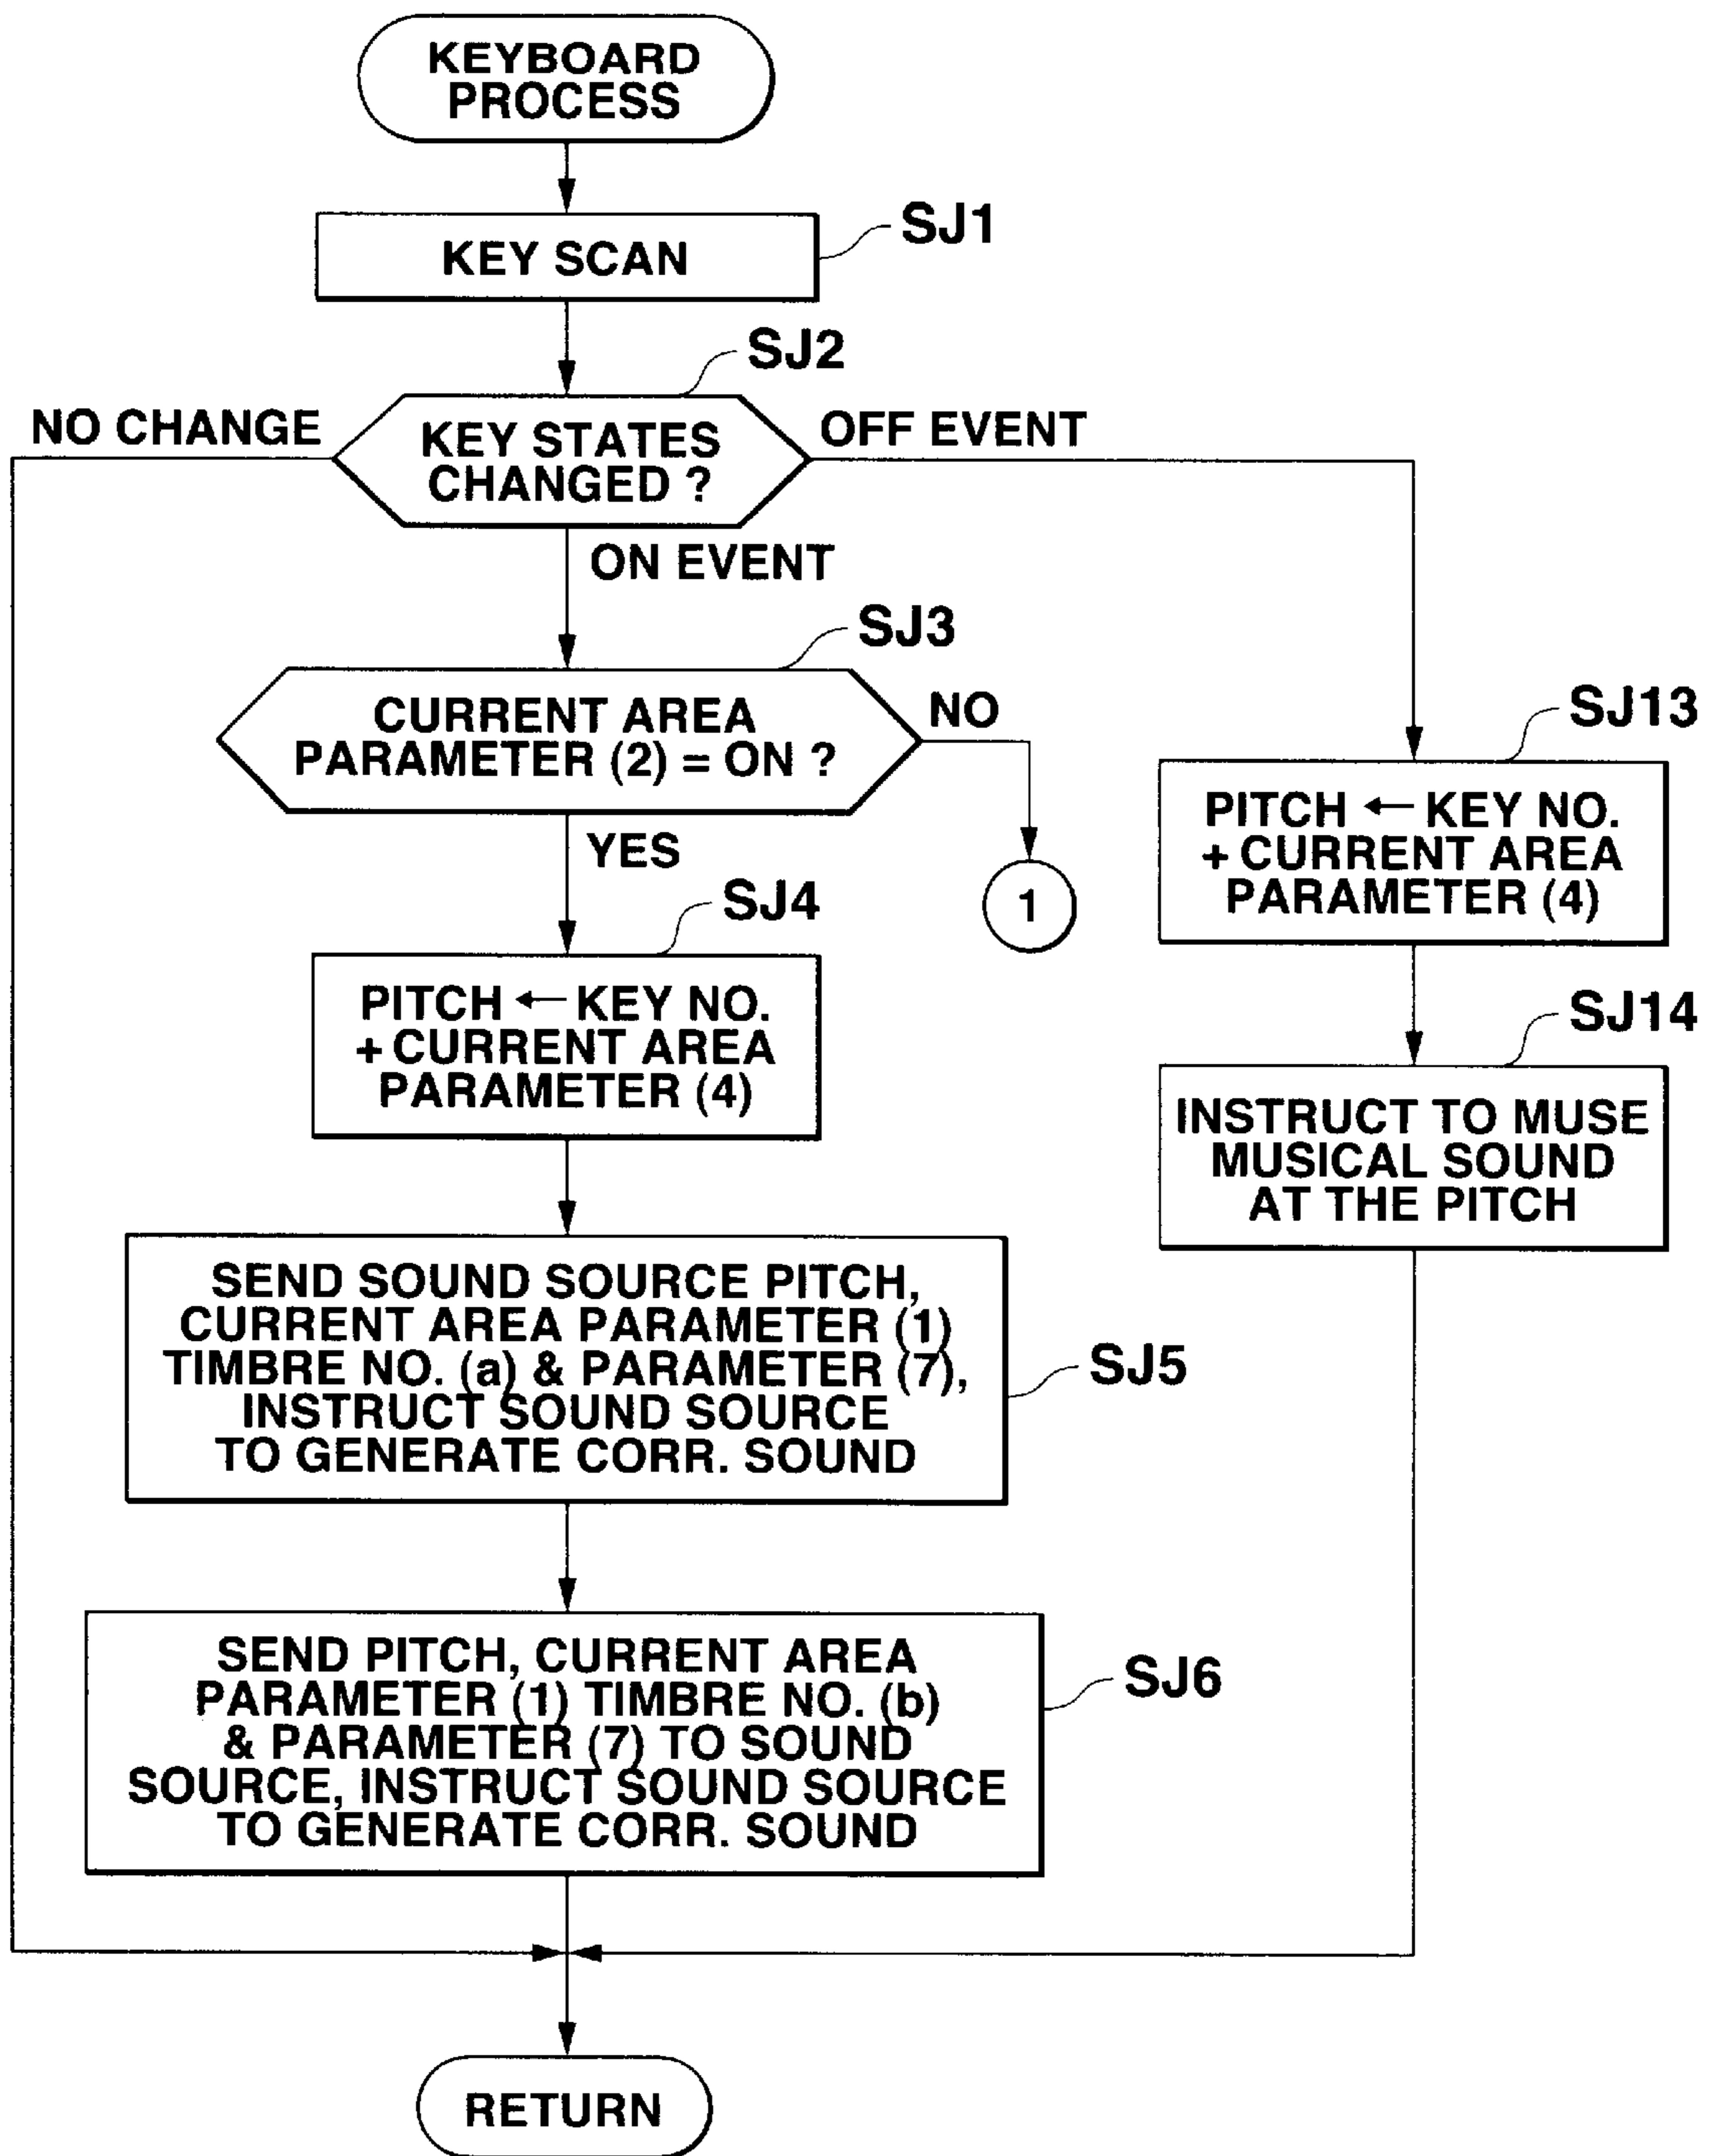 KEYBOARD
PROCESS
SJ1
KEY SCAN
SJ2
NO CHANGE
KEY STATES
CHANGED ?
OFF EVENT
ON EVENT
SJ3
CURRENT AREA
PARAMETER (2) = ON ?
NO
YES
1
SJ13
PITCH ← KEY NO.
+ CURRENT AREA
PARAMETER (4)
SJ4
PITCH ← KEY NO.
+ CURRENT AREA
PARAMETER (4)
SJ14
INSTRUCT TO MUSE
MUSICAL SOUND
AT THE PITCH
SEND SOUND SOURCE PITCH,
CURRENT AREA PARAMETER (1)
TIMBRE NO. (a) & PARAMETER (7),
INSTRUCT SOUND SOURCE
TO GENERATE CORR. SOUND
SJ5
SEND PITCH, CURRENT AREA
PARAMETER (1) TIMBRE NO. (b)
& PARAMETER (7) TO SOUND
SOURCE, INSTRUCT SOUND SOURCE
TO GENERATE CORR. SOUND
SJ6
RETURN